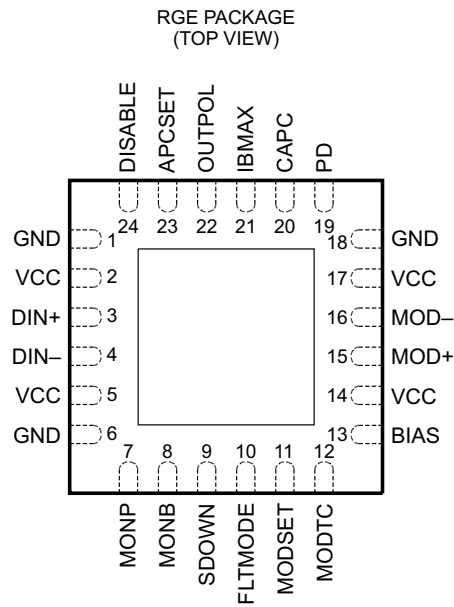 RGE PACKAGE
(TOP VIEW)
DISABLE APCSET OUTPOL IBMAX CAPC PD
24 23 22 21 20 19
GND 1 18 GND
VCC 2 17 VCC
DIN+ 3 16 MOD–
DIN– 4 15 MOD+
VCC 5 14 VCC
GND 6 13 BIAS
7 8 9 10 11 12
MONP MONB SDOWN FLTMODE MODSET MODTC